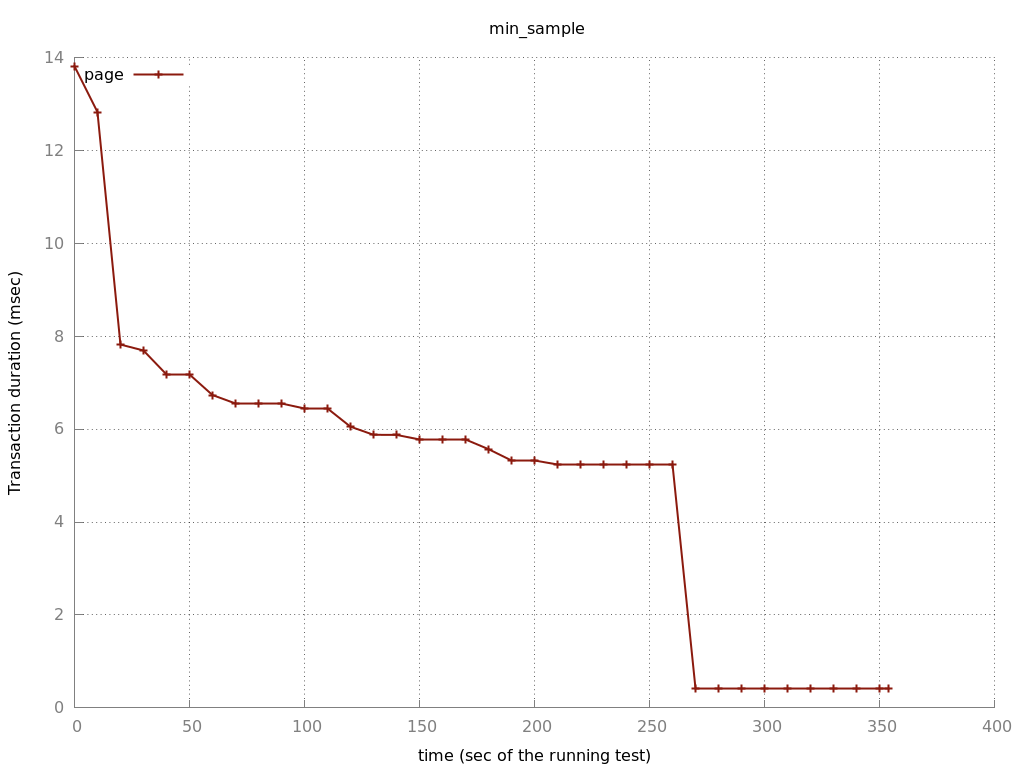 min_sample
page
Transaction duration (msec)
14
12
10
8
6
4
2
0
0 50 100 150 200 250 300 350 400
time (sec of the running test)